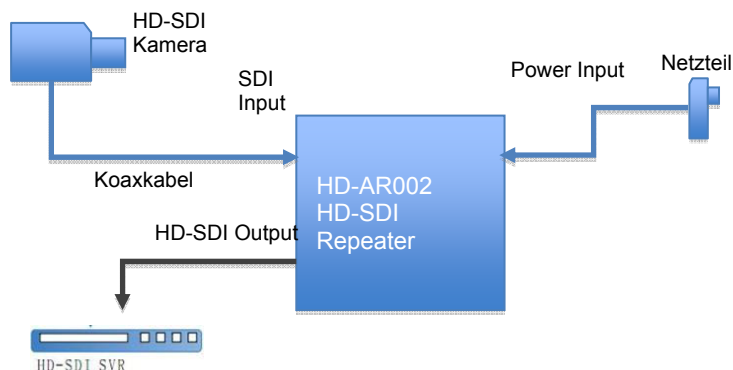 HD-SDI
Kamera
SDI
Input
Power Input
Netzteil
Koaxkabel
HD-AR002
HD-SDI
Repeater
HD-SDI Output
HD-SDI SVR